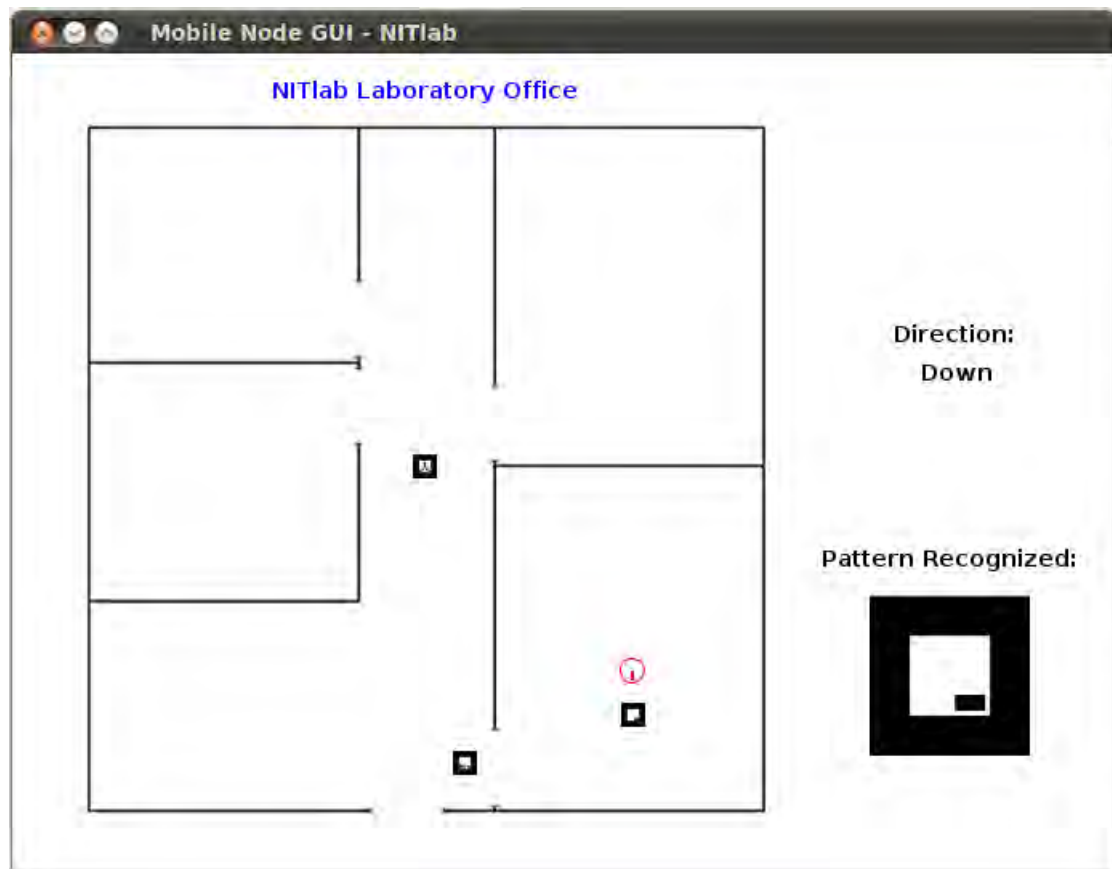 Mobile Node GUI - NITlab
NITlab Laboratory Office
Direction:
Down
Pattern Recognized: